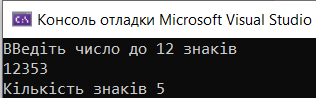 Консоль отладки Microsoft Visual Studio
ВВедіть число до 12 знаків
12353
Кількість знаків 5